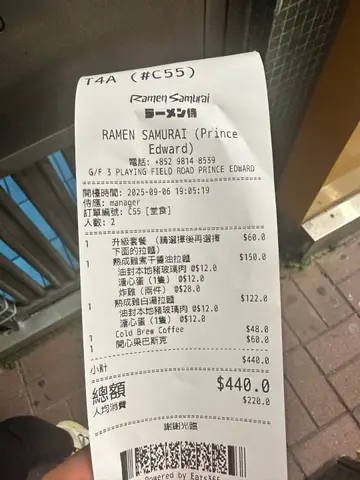 T4A (#C55)
Ramen Samurai
ラーメン侍
RAMEN SAMURAI (Prince
Edward)
電話: +852 9814 8539
G/F 3 PLAYING FIELD ROAD PRINCE EDWARD
開檯時間: 2025-09-06 19:05:19
侍應: manager
訂單編號: C55 [堂食]
人數: 2
1 升級套餐 (請選擇後再選擇 $60.0
下面的拉麵)
1 熟成雞煮干醬油拉麵 $150.0
油封本地豬玻璃肉 @$12.0
溏心蛋 (1隻) @$12.0
炸雞 (兩件) @$28.0
1 熟成雞白湯拉麵 $122.0
油封本地豬玻璃肉 @$12.0
溏心蛋 (1隻) @$12.0
1 Cold Brew Coffee $48.0
1 開心果巴斯克 $60.0
小計 $440.0
總額 $440.0
人均消費 $220.0
謝謝光臨
Powered by Eats365